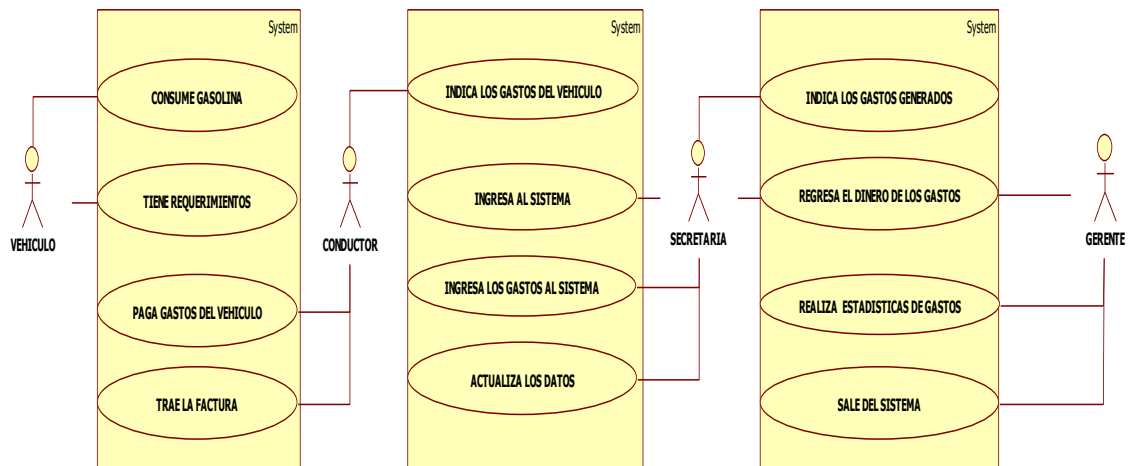 System
CONSUME GASOLINA
TIENE REQUERIMIENTOS
VEHICULO
PAGA GASTOS DEL VEHICULO
TRAE LA FACTURA
CONDUCTOR
System
INDICA LOS GASTOS DEL VEHICULO
INGRESA AL SISTEMA
INGRESA LOS GASTOS AL SISTEMA
ACTUALIZA LOS DATOS
SECRETARIA
System
INDICA LOS GASTOS GENERADOS
REGRESA EL DINERO DE LOS GASTOS
REALIZA ESTADISTICAS DE GASTOS
SALE DEL SISTEMA
GERENTE